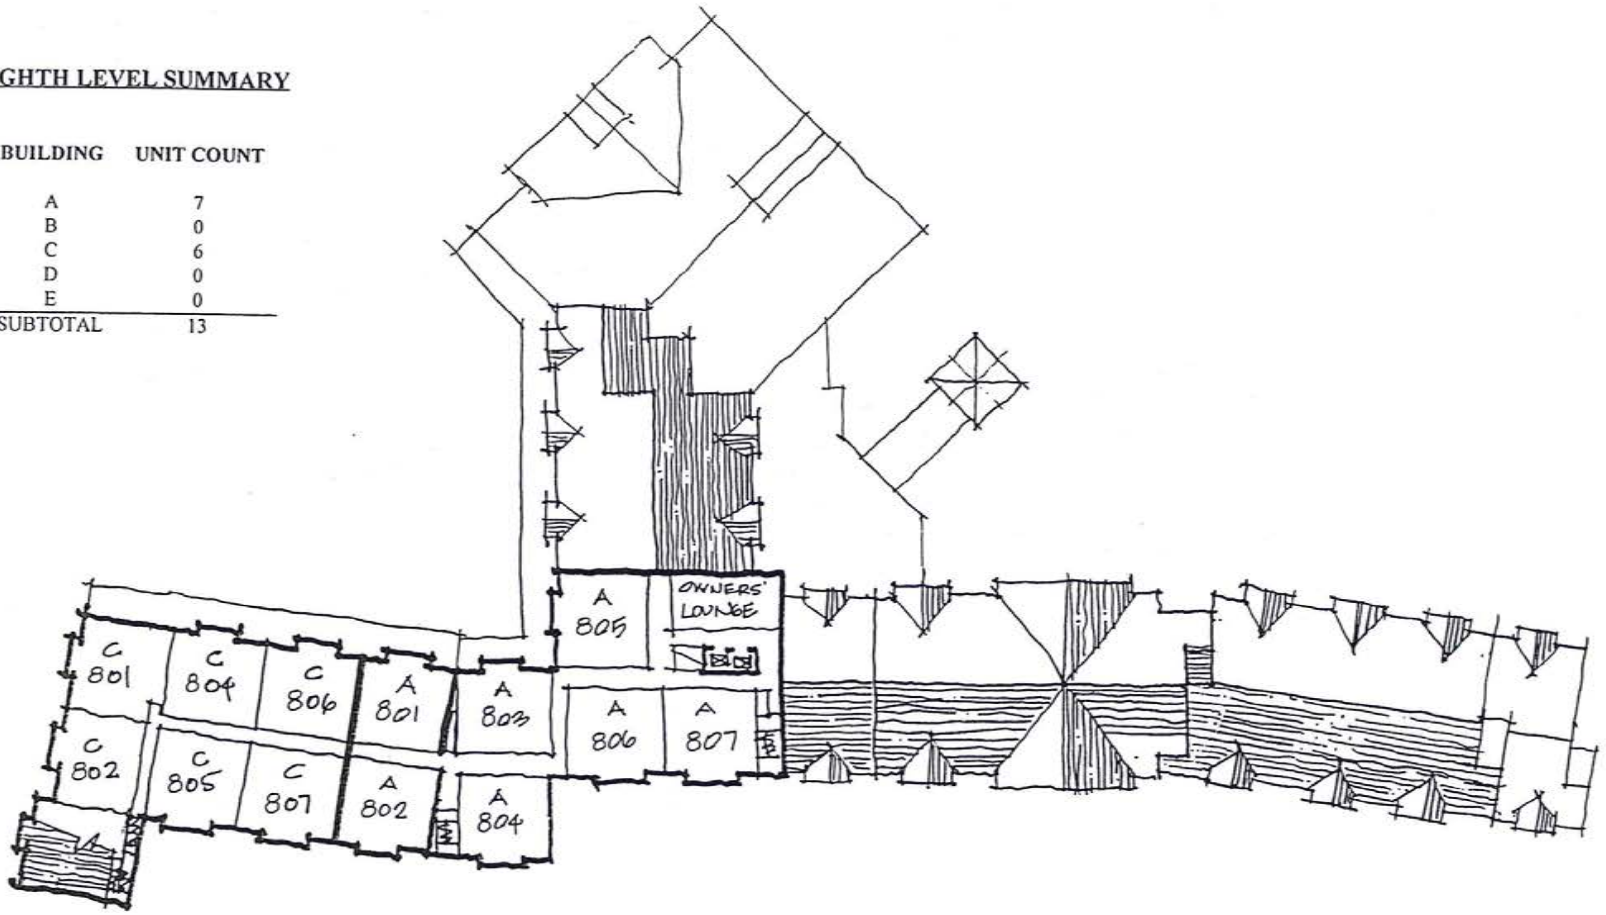 GHTH LEVEL SUMMARY
BUILDING UNIT COUNT
A 7
B 0
C 6
D 0
E 0
SUBTOTAL 13
OWNERS'
LOUNGE
A
805
C
801
C
804
C
806
A
801
A
803
A
806
A
807
C
802
C
805
C
807
A
802
A
804